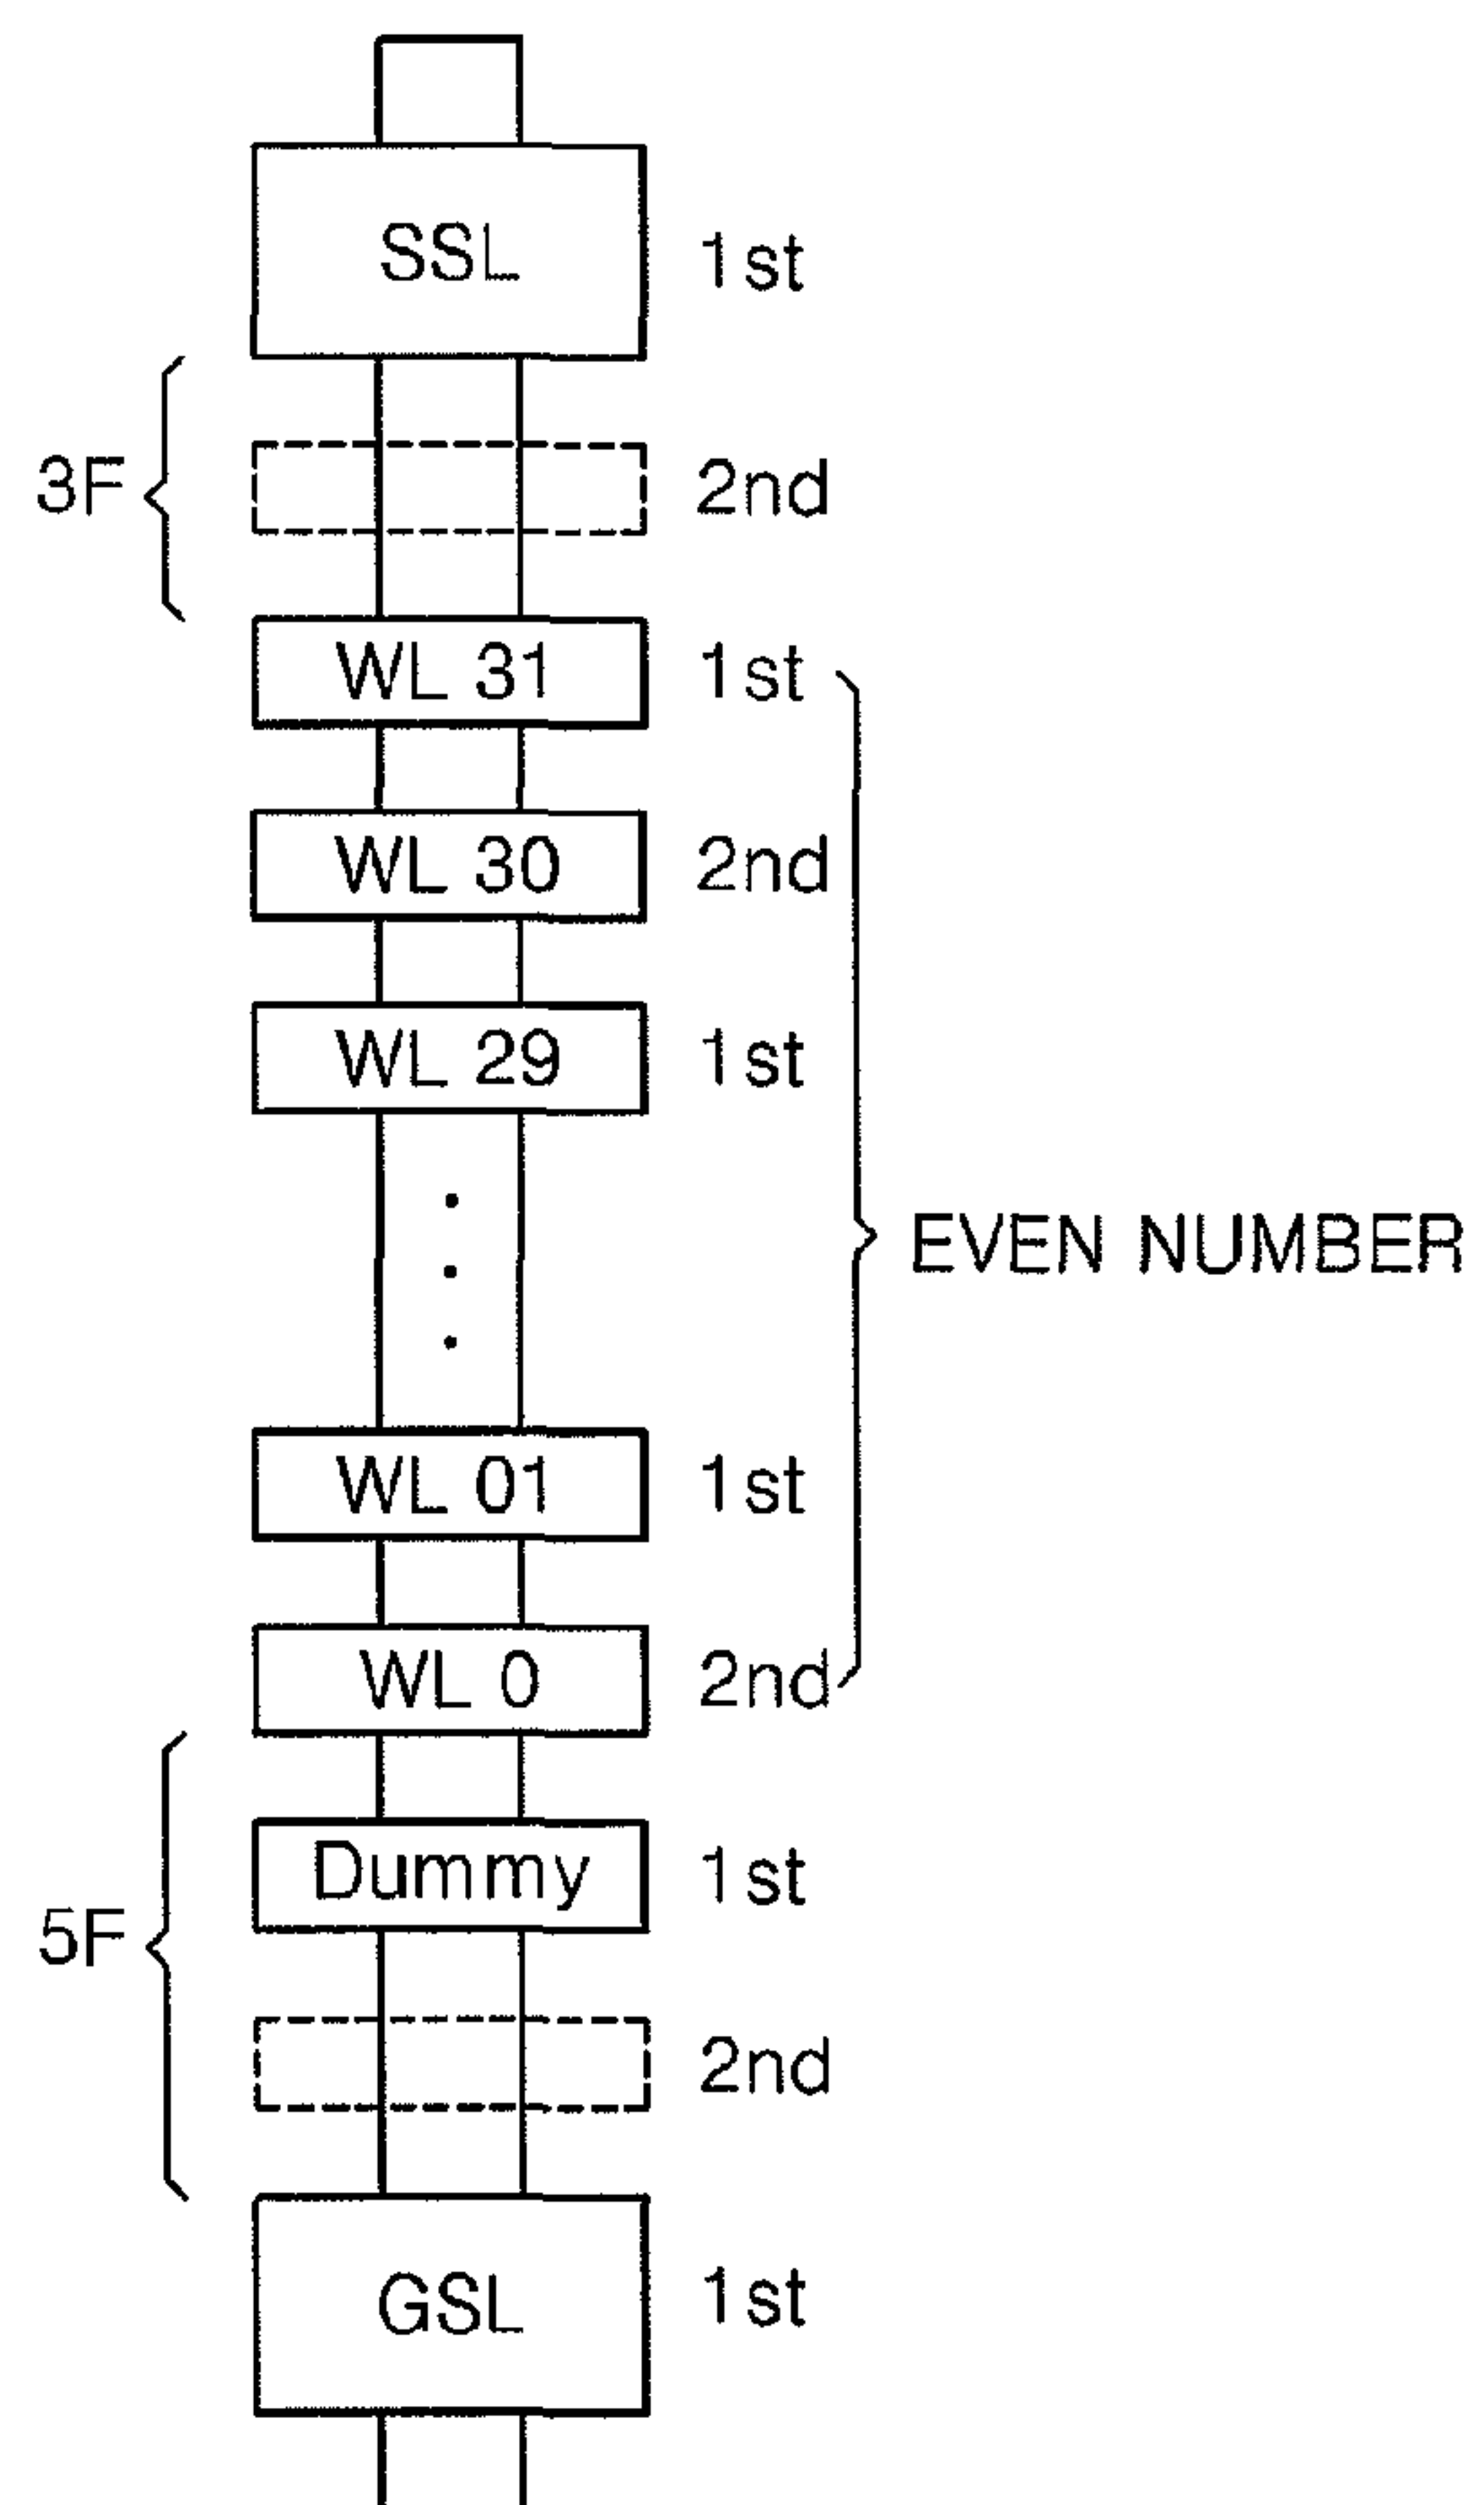 SSL 1st
3F 2nd
WL 31 1st
WL 30 2nd
WL 29 1st
EVEN NUMBER
WL 01 1st
WL 0 2nd
Dummy 1st
5F
2nd
GSL 1st